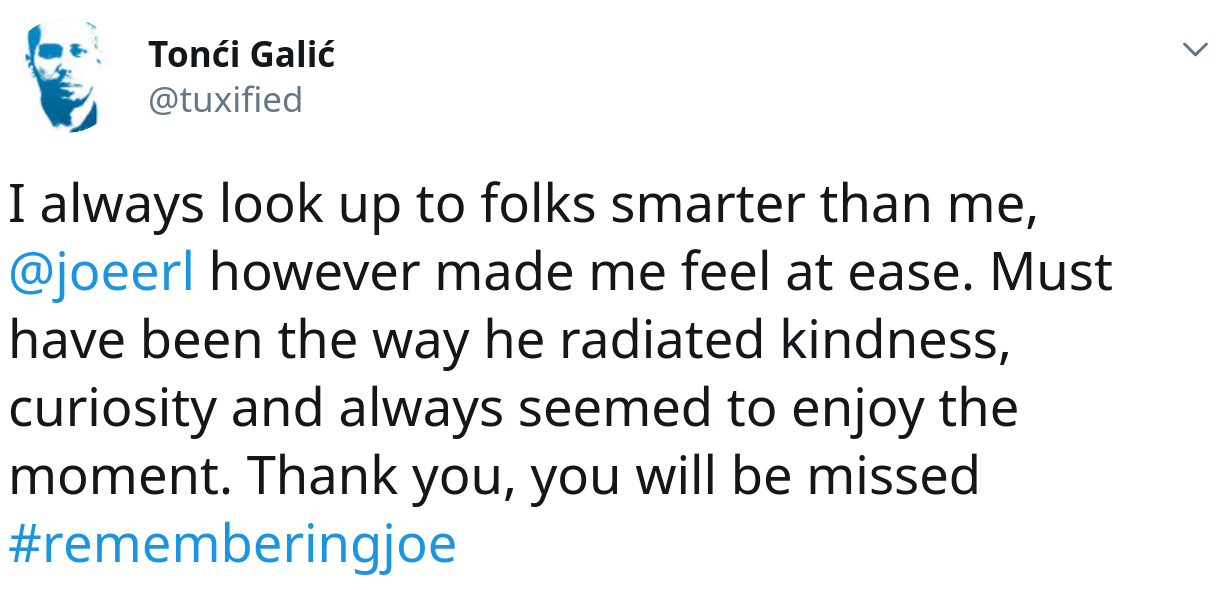 Tonći Galić
@tuxified
I always look up to folks smarter than me,
@joeerl however made me feel at ease. Must
have been the way he radiated kindness,
curiosity and always seemed to enjoy the
moment. Thank you, you will be missed
#rememberingjoe